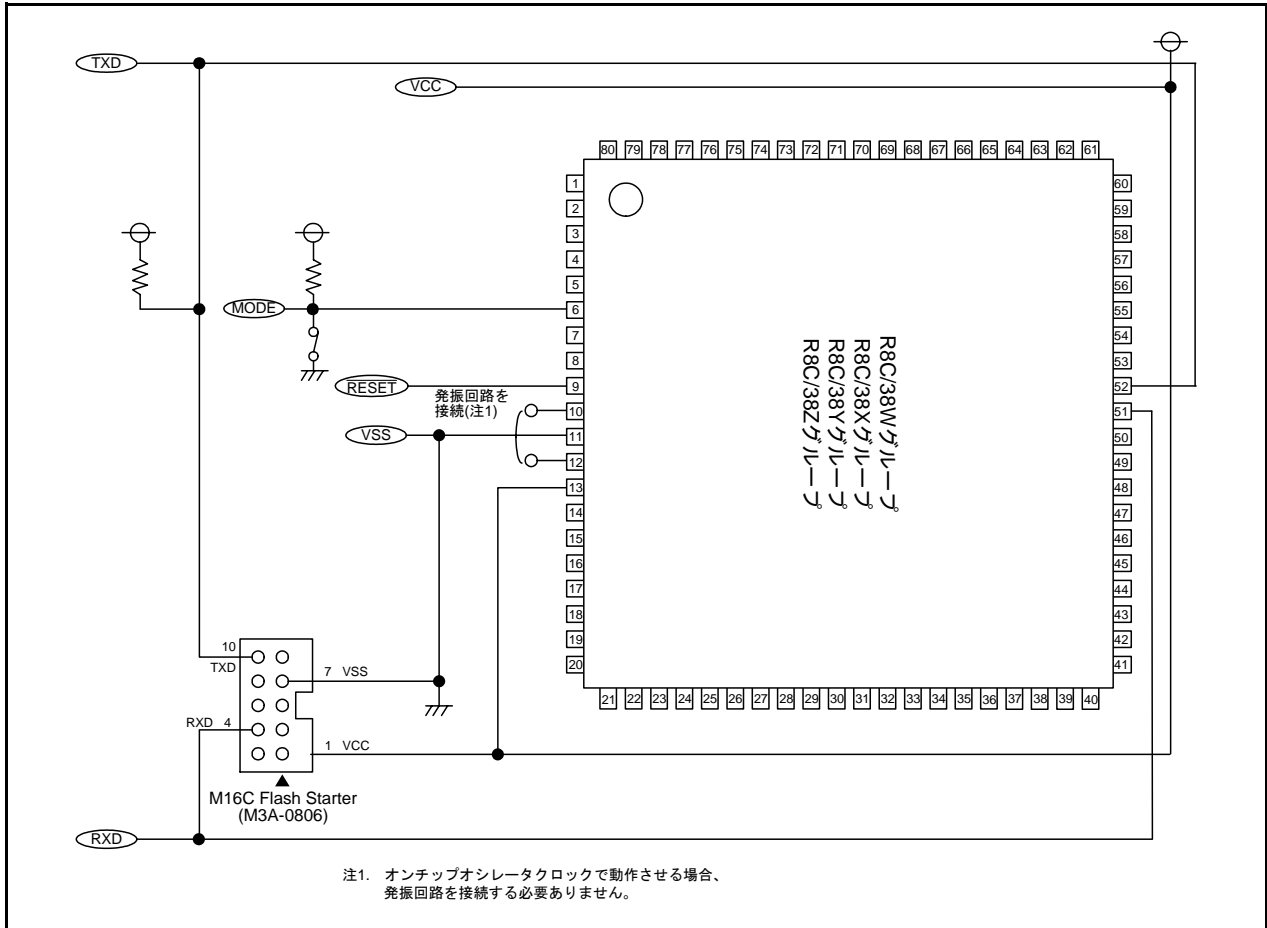 TXD
VCC
80 79 78 77 76 75 74 73 72 71 70 69 68 67 66 65 64 63 62 61
1
2
3
4
5
6
7
8
9
10
11
12
13
14
15
16
17
18
19
20
60
59
58
57
56
55
54
53
52
51
50
49
48
47
46
45
44
43
42
41
21 22 23 24 25 26 27 28 29 30 31 32 33 34 35 36 37 38 39 40
R8C/38Wグループ
R8C/38Xグループ
R8C/38Yグループ
R8C/38Zグループ
MODE
RESET
発振回路を
接続(注1)
VSS
10
TXD
7 VSS
RXD 4
1 VCC
M16C Flash Starter
(M3A-0806)
RXD
注1. オンチップオシレータクロックで動作させる場合、
発振回路を接続する必要ありません。